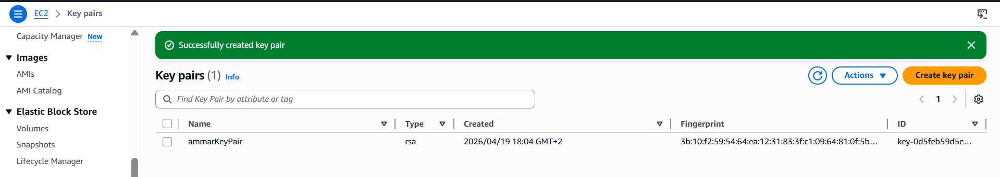 EC2 > Key pairs
Capacity Manager New
Images
AMIs
AMI Catalog
Elastic Block Store
Volumes
Snapshots
Lifecycle Manager
Successfully created key pair
Key pairs (1) Info
Actions
Create key pair
Find Key Pair by attribute or tag
1
Name Type Created Fingerprint ID
ammarKeyPair rsa 2026/04/19 18:04 GMT+2 3b:10:f2:59:54:64:ea:12:31:83:3f:c1:09:64:81:0f:5b... key-0d5feb59d5e...